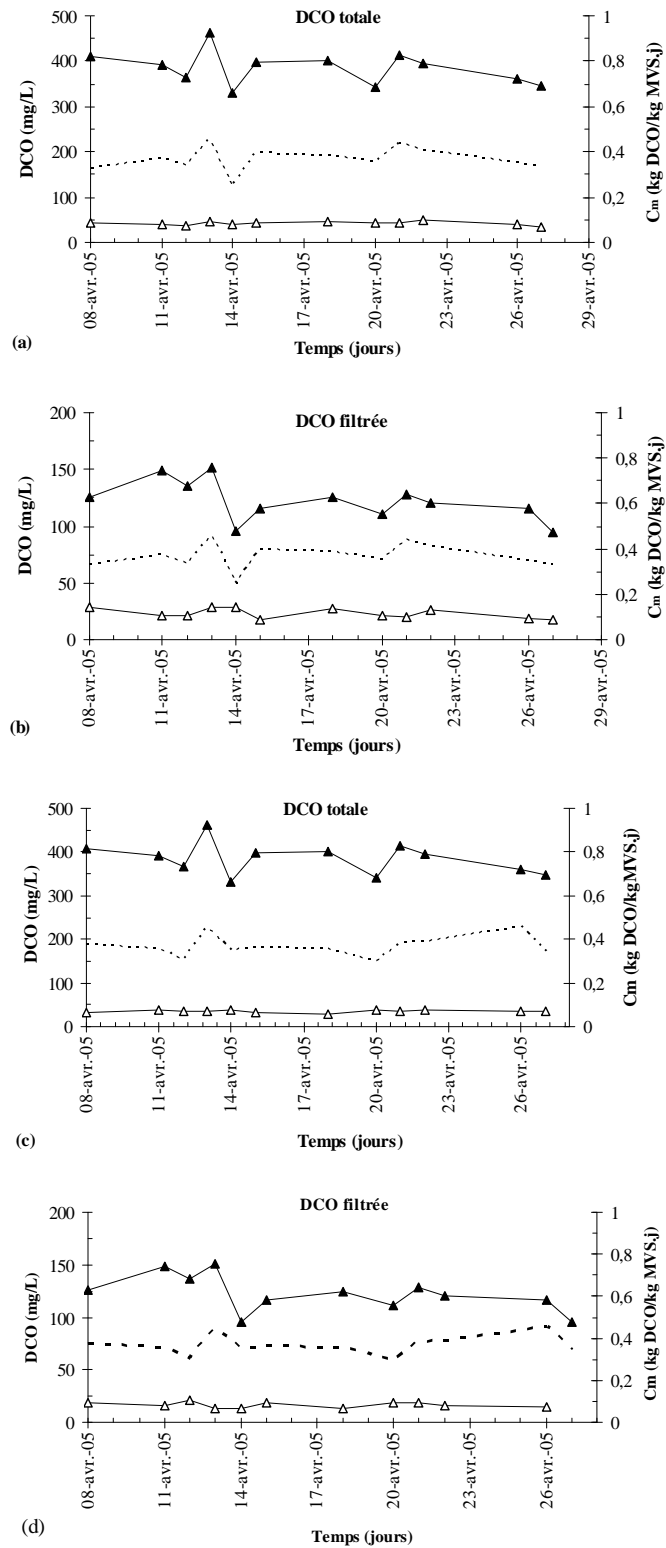 DCO totale
500
400
300
200
100
0
DCO (mg/L)
1
0,8
0,6
0,4
0,2
0
Cm (kg DCO/kg MVS.j)
08-avr.-05
11-avr.-05
14-avr.-05
17-avr.-05
20-avr.-05
23-avr.-05
26-avr.-05
29-avr.-05
(a)
Temps (jours)
DCO filtrée
200
150
100
50
0
DCO (mg/L)
1
0,8
0,6
0,4
0,2
0
Cm (kg DCO/kg MVS.j)
08-avr.-05
11-avr.-05
14-avr.-05
17-avr.-05
20-avr.-05
23-avr.-05
26-avr.-05
29-avr.-05
(b)
Temps (jours)
DCO totale
500
400
300
200
100
0
DCO (mg/L)
1
0,8
0,6
0,4
0,2
0
Cm (kg DCO/kgMVS.j)
08-avr.-05
11-avr.-05
14-avr.-05
17-avr.-05
20-avr.-05
23-avr.-05
26-avr.-05
(c)
Temps (jours)
DCO filtrée
200
150
100
50
0
DCO (mg/L)
1
0,8
0,6
0,4
0,2
0
Cm (kg DCO/kg MVS.j)
08-avr.-05
11-avr.-05
14-avr.-05
17-avr.-05
20-avr.-05
23-avr.-05
26-avr.-05
(d)
Temps (jours)